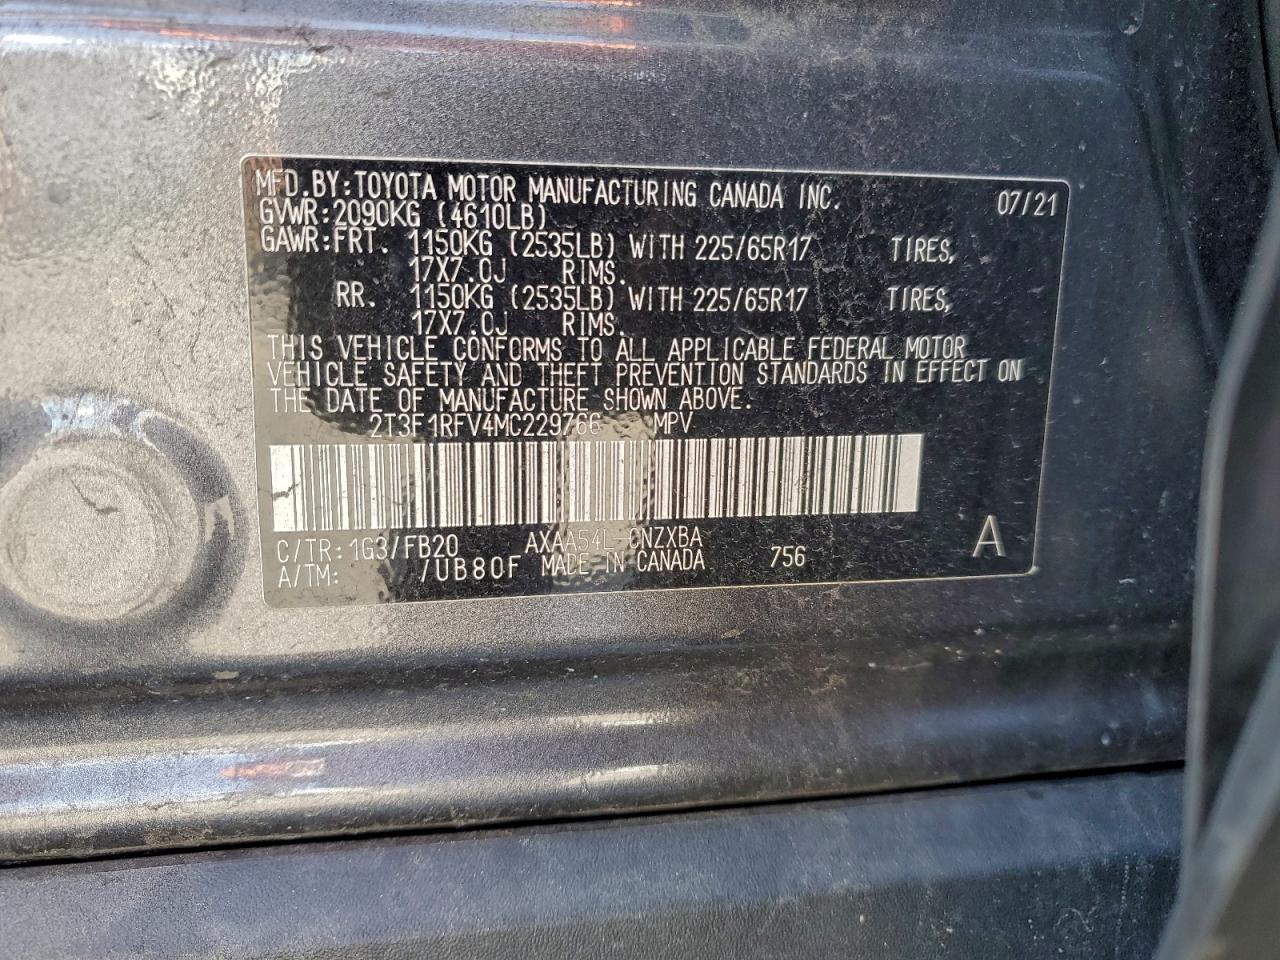 MFD.BY:TOYOTA MOTOR MANUFACTURING CANADA INC. 07/21
GVWR:2090KG (4610LB)
GAWR:FRT. 1150KG (2535LB) WITH 225/65R17 TIRES,
17X7.0J RIMS.
RR. 1150KG (2535LB) WITH 225/65R17 TIRES,
17X7.0J RIMS.
THIS VEHICLE CONFORMS TO ALL APPLICABLE FEDERAL MOTOR
VEHICLE SAFETY AND THEFT PREVENTION STANDARDS IN EFFECT ON
THE DATE OF MANUFACTURE SHOWN ABOVE.
2T3F1RFV4MC229766 MPV
C/TR:1G3/FB20 AXAA54L-CNZXBA
A/TM: /UB80F MADE IN CANADA 756 A